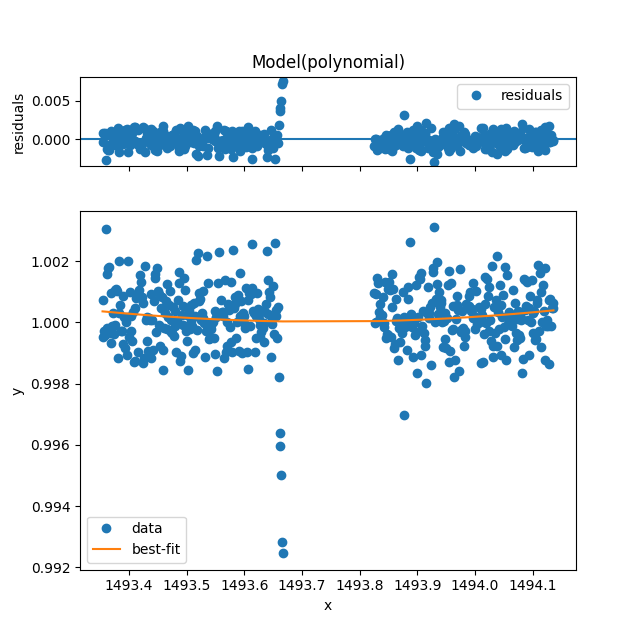 Model(polynomial)
residuals
0.005
0.000
residuals
1.002
1.000
0.998
0.996
0.994
0.992
y
data
best-fit
1493.4 1493.5 1493.6 1493.7 1493.8 1493.9 1494.0 1494.1
x